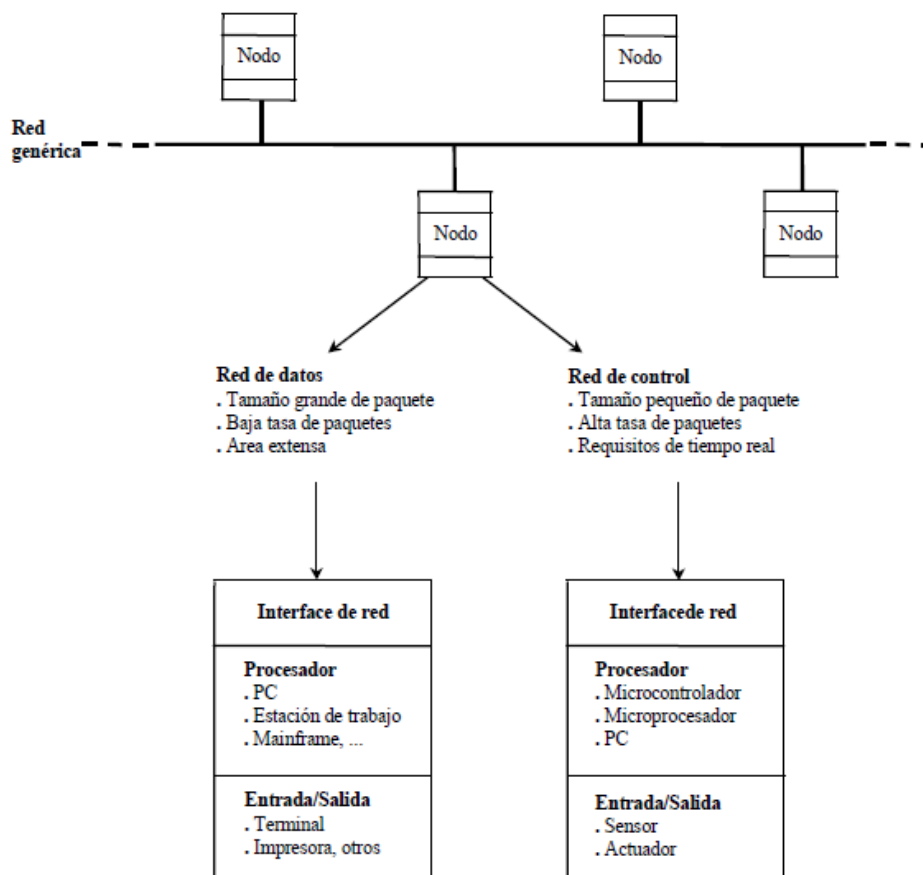 Nodo
Nodo
Red
genérica
Nodo
Nodo
Red de datos
. Tamaño grande de paquete
. Baja tasa de paquetes
. Area extensa
Red de control
. Tamaño pequeño de paquete
. Alta tasa de paquetes
. Requisitos de tiempo real
Interface de red
Procesador
. PC
. Estación de trabajo
. Mainframe, ...
Entrada/Salida
. Terminal
. Impresora, otros
Interfacede red
Procesador
. Microcontrolador
. Microprocesador
. PC
Entrada/Salida
. Sensor
. Actuador